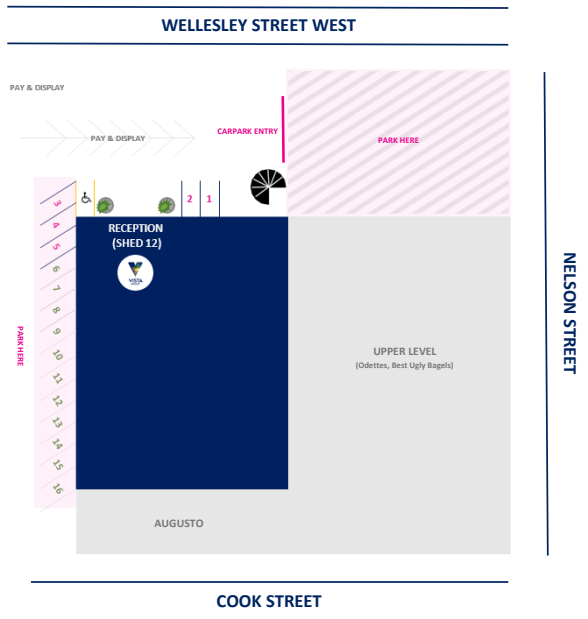 WELLESLEY STREET WEST
PAY & DISPLAY
PAY & DISPLAY
CARPARK ENTRY
PARK HERE
2 1
3
4
5
6
7
8
9
10
11
12
13
14
15
16
RECEPTION
(SHED 12)
VISTA
GROUP
PARK HERE
UPPER LEVEL
(Odettes, Best Ugly Bagels)
NELSON STREET
AUGUSTO
COOK STREET